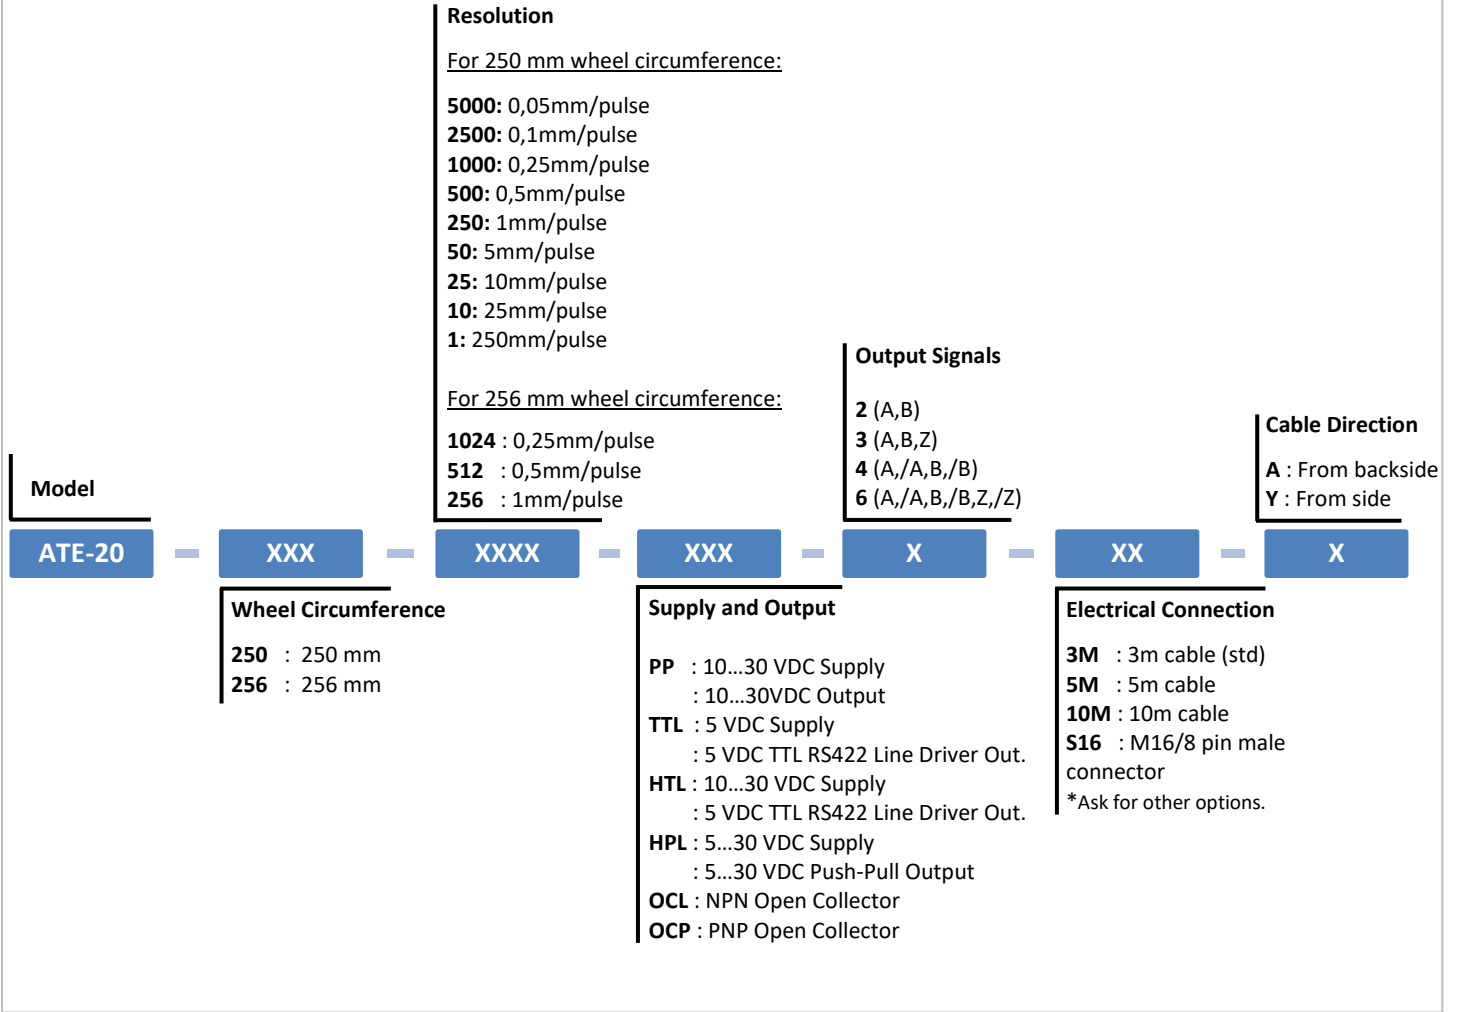 Resolution
For 250 mm wheel circumference:
5000: 0,05mm/pulse
2500: 0,1mm/pulse
1000: 0,25mm/pulse
500: 0,5mm/pulse
250: 1mm/pulse
50: 5mm/pulse
25: 10mm/pulse
10: 25mm/pulse
1: 250mm/pulse
For 256 mm wheel circumference:
1024 : 0,25mm/pulse
512 : 0,5mm/pulse
256 : 1mm/pulse
Output Signals
2 (A,B)
3 (A,B,Z)
4 (A,/A,B,/B)
6 (A,/A,B,/B,Z,/Z)
Cable Direction
A : From backside
Y : From side
Model
ATE-20 – XXX – XXXX – XXX – X – XX – X
Wheel Circumference
250 : 250 mm
256 : 256 mm
Supply and Output
PP : 10...30 VDC Supply
: 10...30VDC Output
TTL : 5 VDC Supply
: 5 VDC TTL RS422 Line Driver Out.
HTL : 10...30 VDC Supply
: 5 VDC TTL RS422 Line Driver Out.
HPL : 5...30 VDC Supply
: 5...30 VDC Push-Pull Output
OCL : NPN Open Collector
OCP : PNP Open Collector
Electrical Connection
3M : 3m cable (std)
5M : 5m cable
10M : 10m cable
S16 : M16/8 pin male
connector
*Ask for other options.